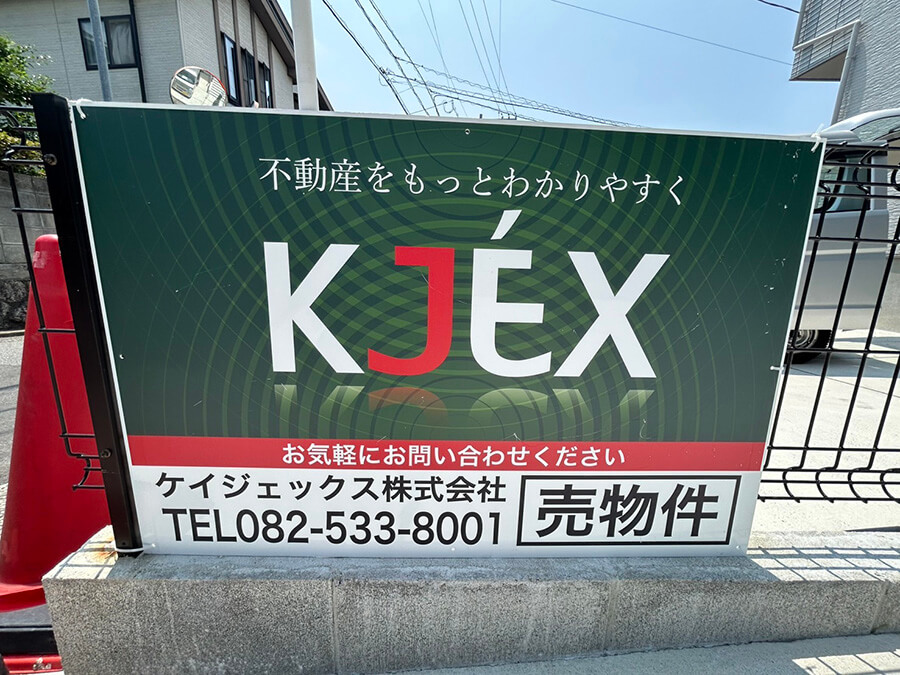 不動産をもっとわかりやすく
KJÉX
お気軽にお問い合わせください
ケイジェックス株式会社
TEL082-533-8001
売物件